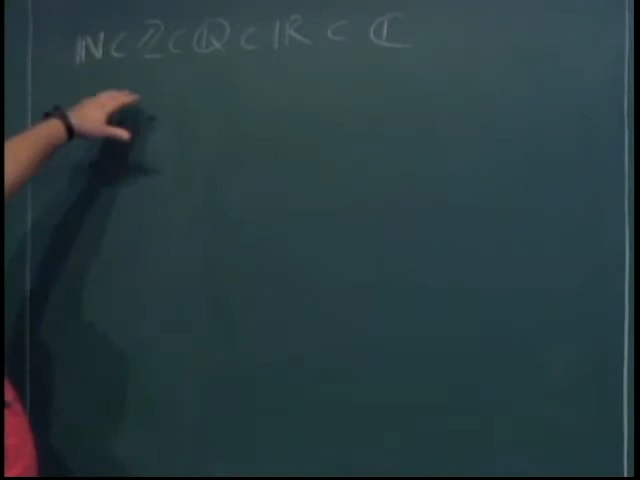 ℕ ⊂ ℤ ⊂ ℚ ⊂ ℝ ⊂ ℂ